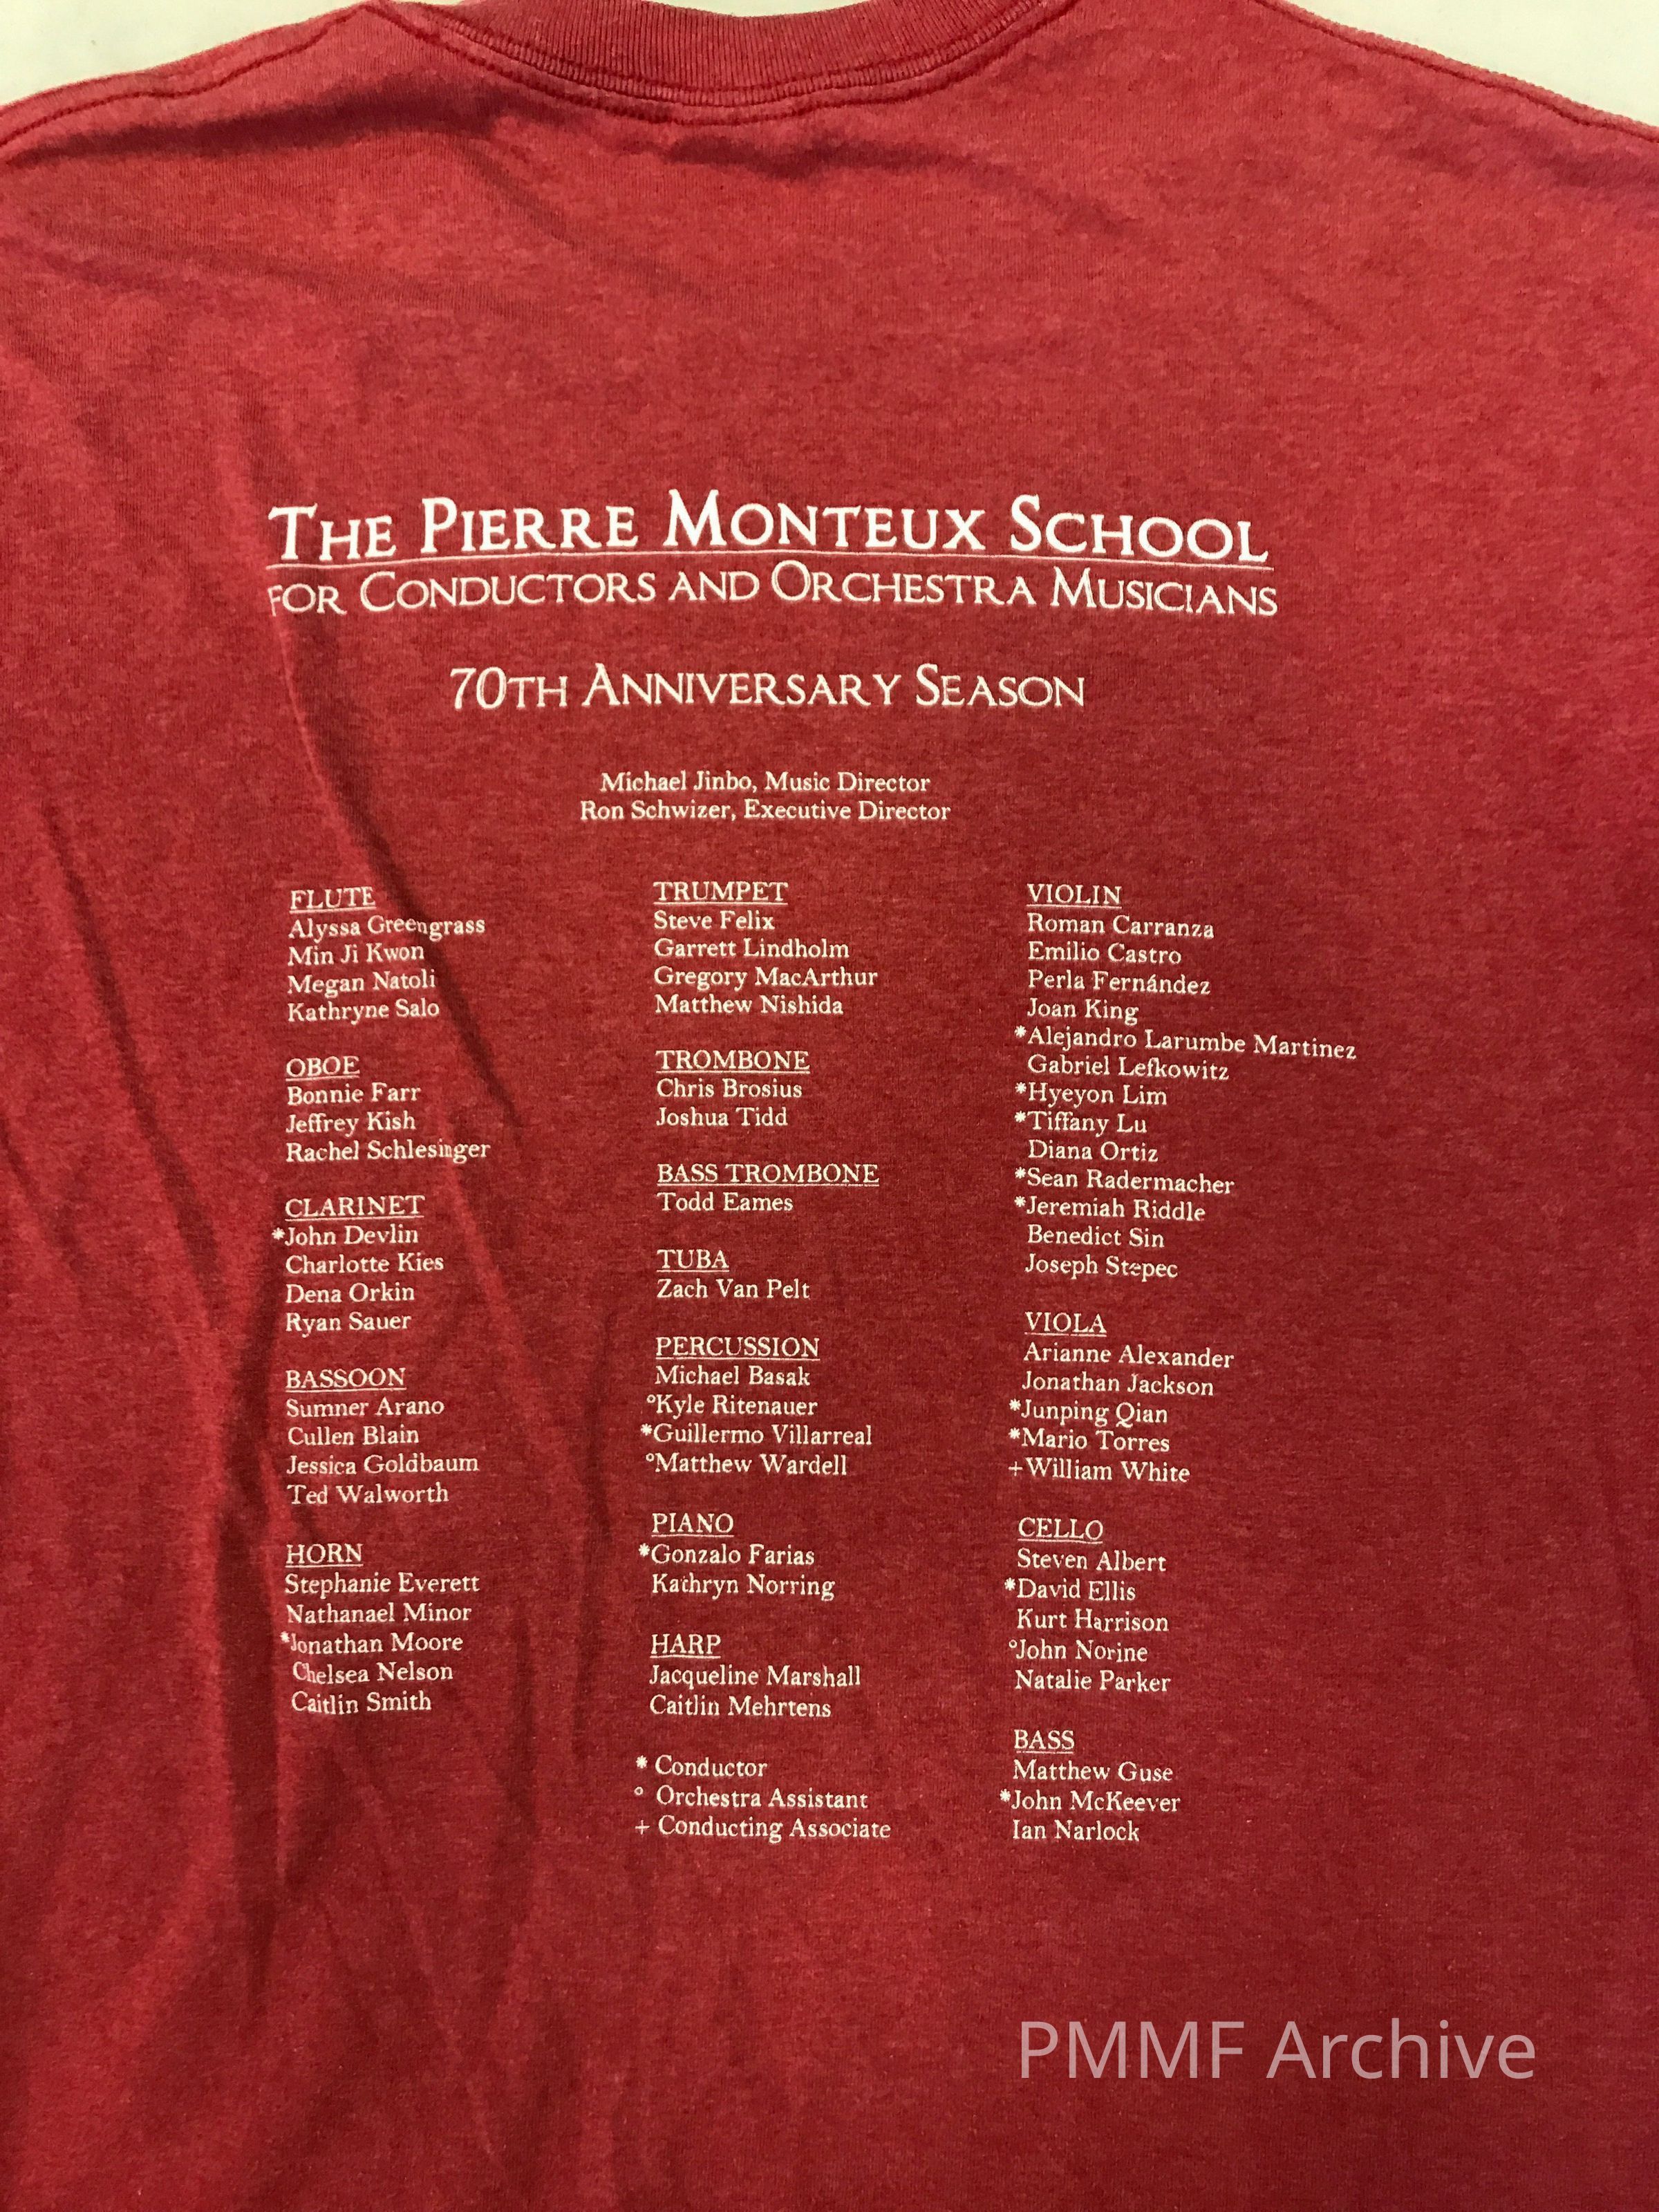 THE PIERRE MONTEUX SCHOOL
FOR CONDUCTORS AND ORCHESTRA MUSICIANS
70TH ANNIVERSARY SEASON
Michael Jinbo, Music Director
Ron Schwizer, Executive Director
FLUTE
Alyssa Greengrass
Min Ji Kwon
Megan Natoli
Kathryne Salo
OBOE
Bonnie Farr
Jeffrey Kish
Rachel Schlesinger
CLARINET
*John Devlin
Charlotte Kies
Dena Orkin
Ryan Sauer
BASSOON
Sumner Arano
Cullen Blain
Jessica Goldbaum
Ted Walworth
HORN
Stephanie Everett
Nathanael Minor
*Jonathan Moore
Chelsea Nelson
Caitlin Smith
TRUMPET
Steve Felix
Garrett Lindholm
Gregory MacArthur
Matthew Nishida
TROMBONE
Chris Brosius
Joshua Tidd
BASS TROMBONE
Todd Eames
TUBA
Zach Van Pelt
PERCUSSION
Michael Basak
°Kyle Ritenauer
*Guillermo Villarreal
°Matthew Wardell
PIANO
*Gonzalo Farias
Kathryn Norring
HARP
Jacqueline Marshall
Caitlin Mehrtens
* Conductor
° Orchestra Assistant
+ Conducting Associate
VIOLIN
Roman Carranza
Emilio Castro
Perla Fernández
Joan King
*Alejandro Larumbe Martinez
Gabriel Lefkowitz
*Hyeyon Lim
*Tiffany Lu
Diana Ortiz
*Sean Radermacher
*Jeremiah Riddle
Benedict Sin
Joseph Stepec
VIOLA
Arianne Alexander
Jonathan Jackson
*Junping Qian
*Mario Torres
+William White
CELLO
Steven Albert
*David Ellis
Kurt Harrison
°John Norine
Natalie Parker
BASS
Matthew Guse
*John McKeever
Ian Narlock
PMMF Archive